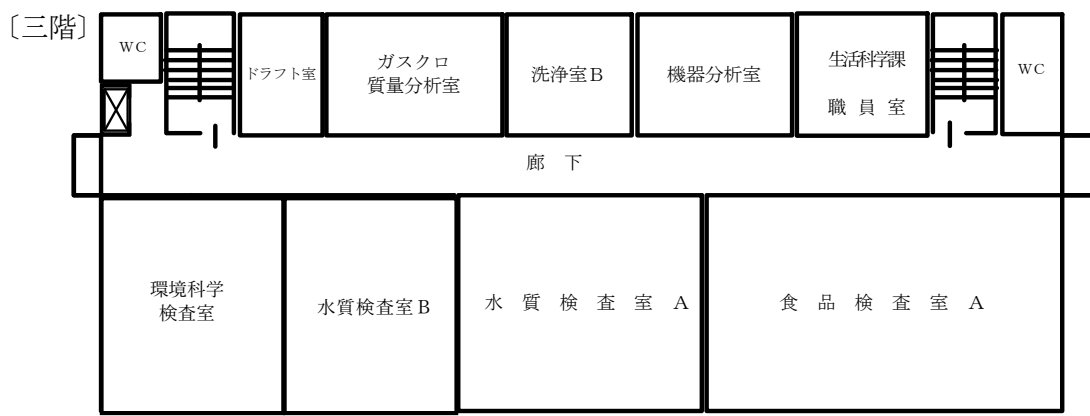 〔三階〕
WC
ドラフト室
ガスクロ
質量分析室
洗浄室B
機器分析室
生活科学課
職員室
WC
廊下
環境科学
検査室
水質検査室B
水質検査室A
食品検査室A